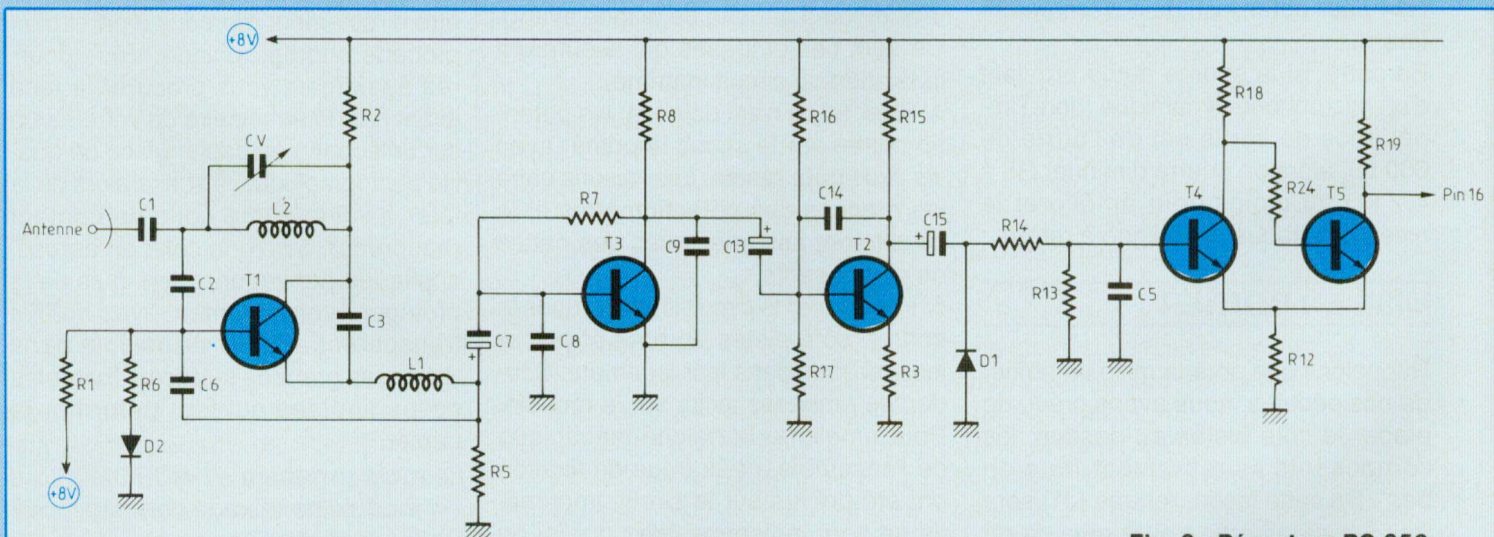 +8V
R2
R8
R16
R15
R18
R19
CV
C1
L2
Antenne
C2
T1
C3
R7
T3
C9
C13
C14
T2
C15
R14
T4
R24
T5
Pin 16
R1
R6
C6
L1
C7
C8
R17
R3
D1
R13
C5
R12
D2
R5
+8V